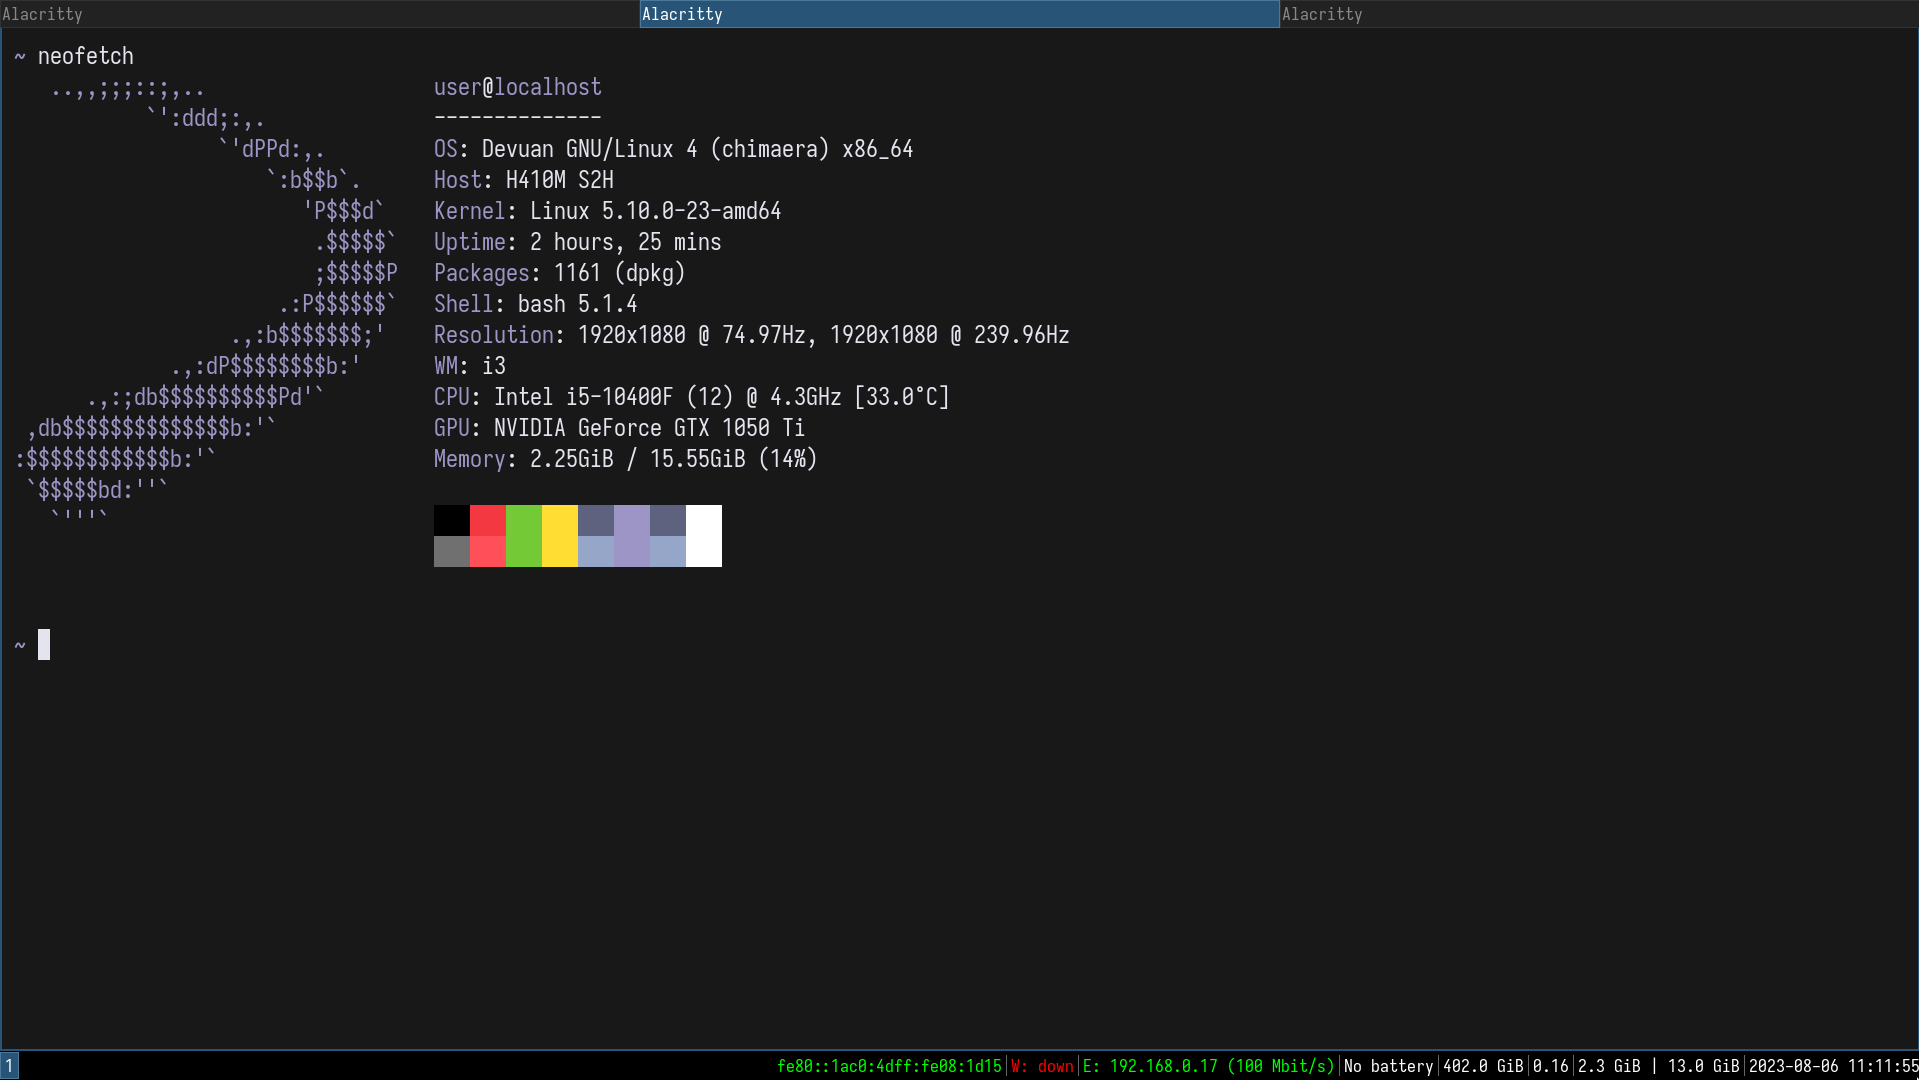 Alacritty Alacritty Alacritty
~ neofetch
..,,;;;::;,.. user@localhost
`':ddd;:,. --------------
`'dPPd:,. OS: Devuan GNU/Linux 4 (chimaera) x86_64
`:b$$b`. Host: H410M S2H
'P$$$d` Kernel: Linux 5.10.0-23-amd64
.$$$$$` Uptime: 2 hours, 25 mins
;$$$$$P Packages: 1161 (dpkg)
.:P$$$$$$` Shell: bash 5.1.4
.,:b$$$$$$$;' Resolution: 1920x1080 @ 74.97Hz, 1920x1080 @ 239.96Hz
.,:dP$$$$$$$$b:' WM: i3
.,:;db$$$$$$$$$$Pd'` CPU: Intel i5-10400F (12) @ 4.3GHz [33.0°C]
,db$$$$$$$$$$$$$$b:'` GPU: NVIDIA GeForce GTX 1050 Ti
:$$$$$$$$$$$$b:'` Memory: 2.25GiB / 15.55GiB (14%)
`$$$$$bd:''`
`'''`
~
1 fe80::1ac0:4dff:fe08:1d15|W: down|E: 192.168.0.17 (100 Mbit/s)|No battery|402.0 GiB|0.16|2.3 GiB | 13.0 GiB|2023-08-06 11:11:55